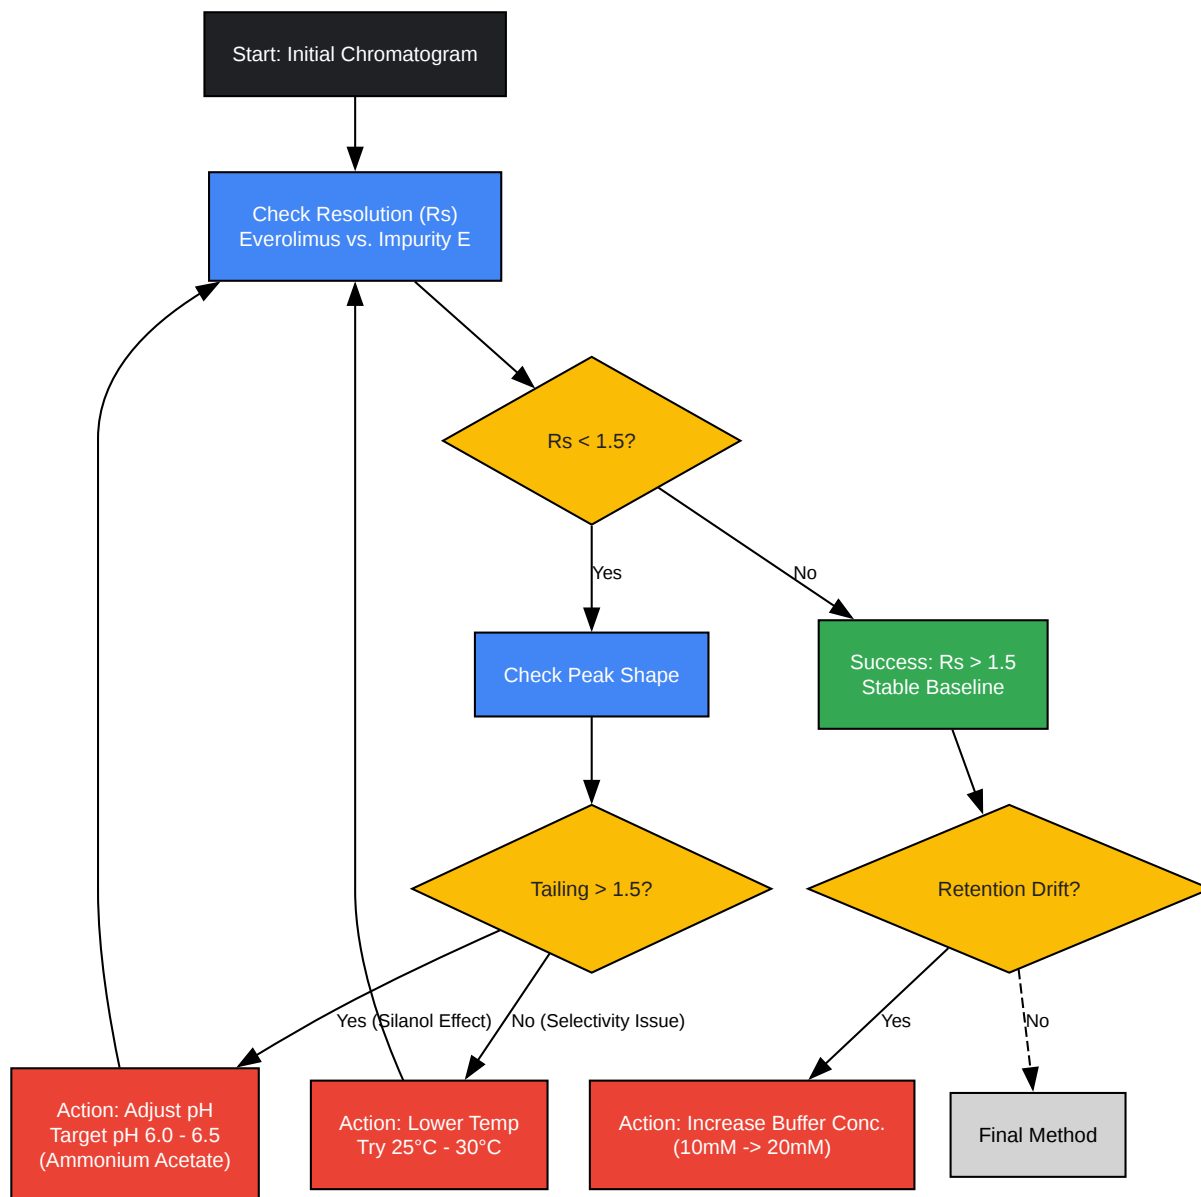 Start: Initial Chromatogram
Check Resolution (Rs)
Everolimus vs. Impurity E
Rs < 1.5?
Yes
No
Check Peak Shape
Success: Rs > 1.5
Stable Baseline
Tailing > 1.5?
Retention Drift?
Yes (Silanol Effect)
No (Selectivity Issue)
Yes
No
Action: Adjust pH
Target pH 6.0 - 6.5
(Ammonium Acetate)
Action: Lower Temp
Try 25°C - 30°C
Action: Increase Buffer Conc.
(10mM -> 20mM)
Final Method